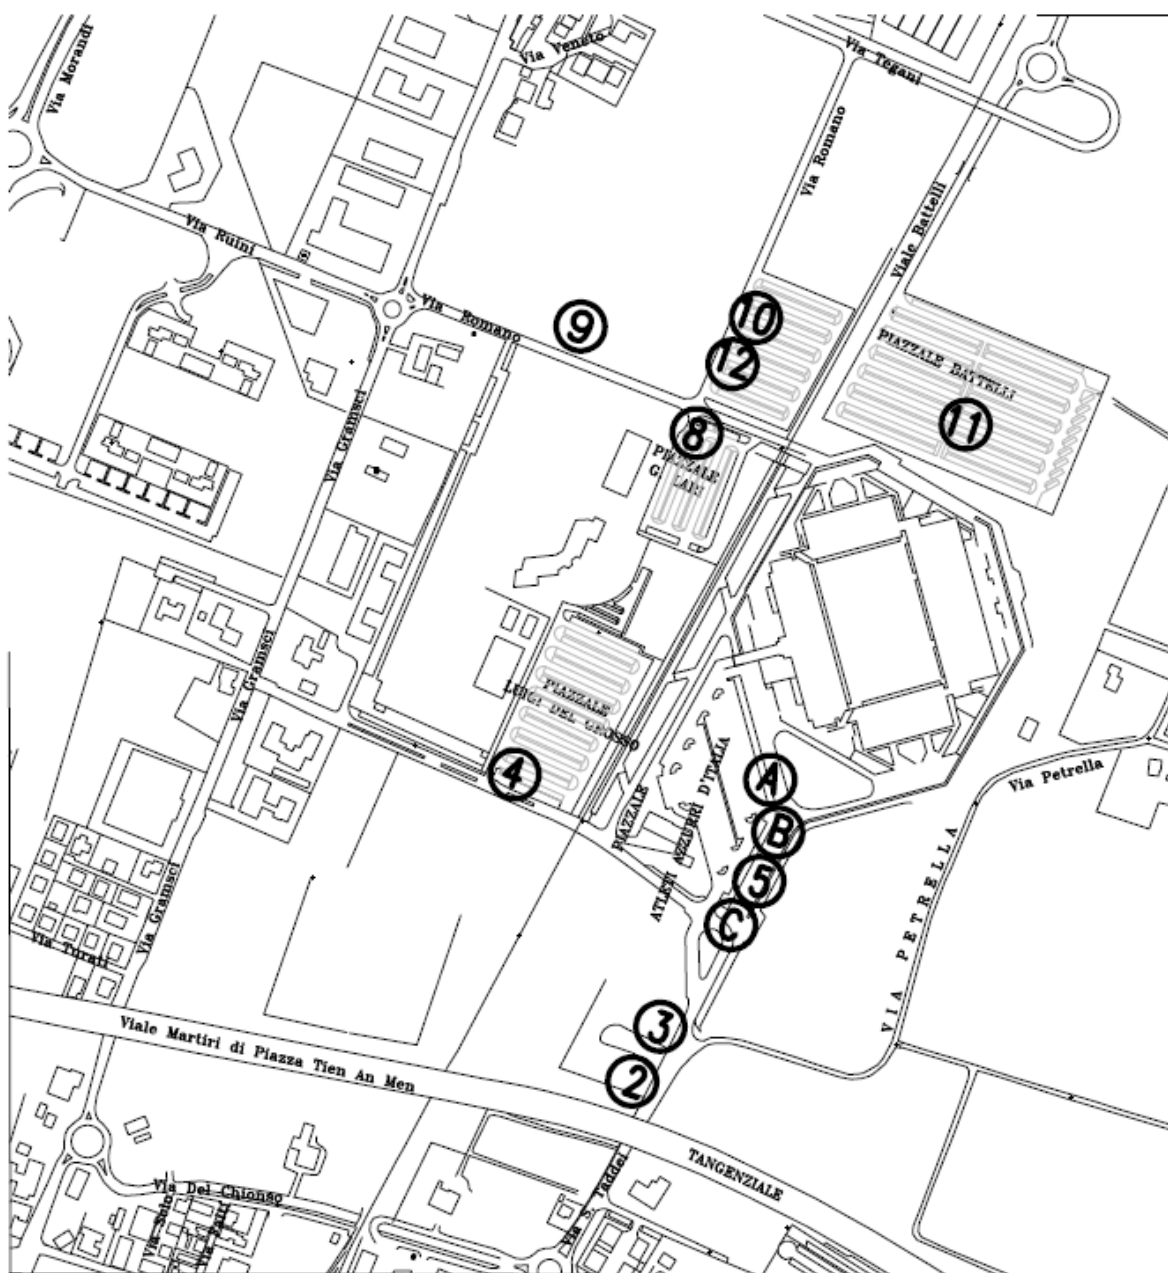 Via Morandi
Via Veneto
Via Tegani
Via Romano
Viale Battelli
Via Ruini
Via Romano
9
10
12
PIAZZALE BATTELLI
11
8
PIAZZALE
Via Gramsci
PIAZZALE
LUIGI DEL GROSSO
4
Via Gramsci
PIAZZALE
ATLETI AZZURRI D'ITALIA
A
B
5
C
Via Petrella
VIA PETRELLA
Via Gramsci
Via Turati
3
2
Viale Martiri di Piazza Tien An Men
TANGENZIALE
Via Del Chionso
Taddei